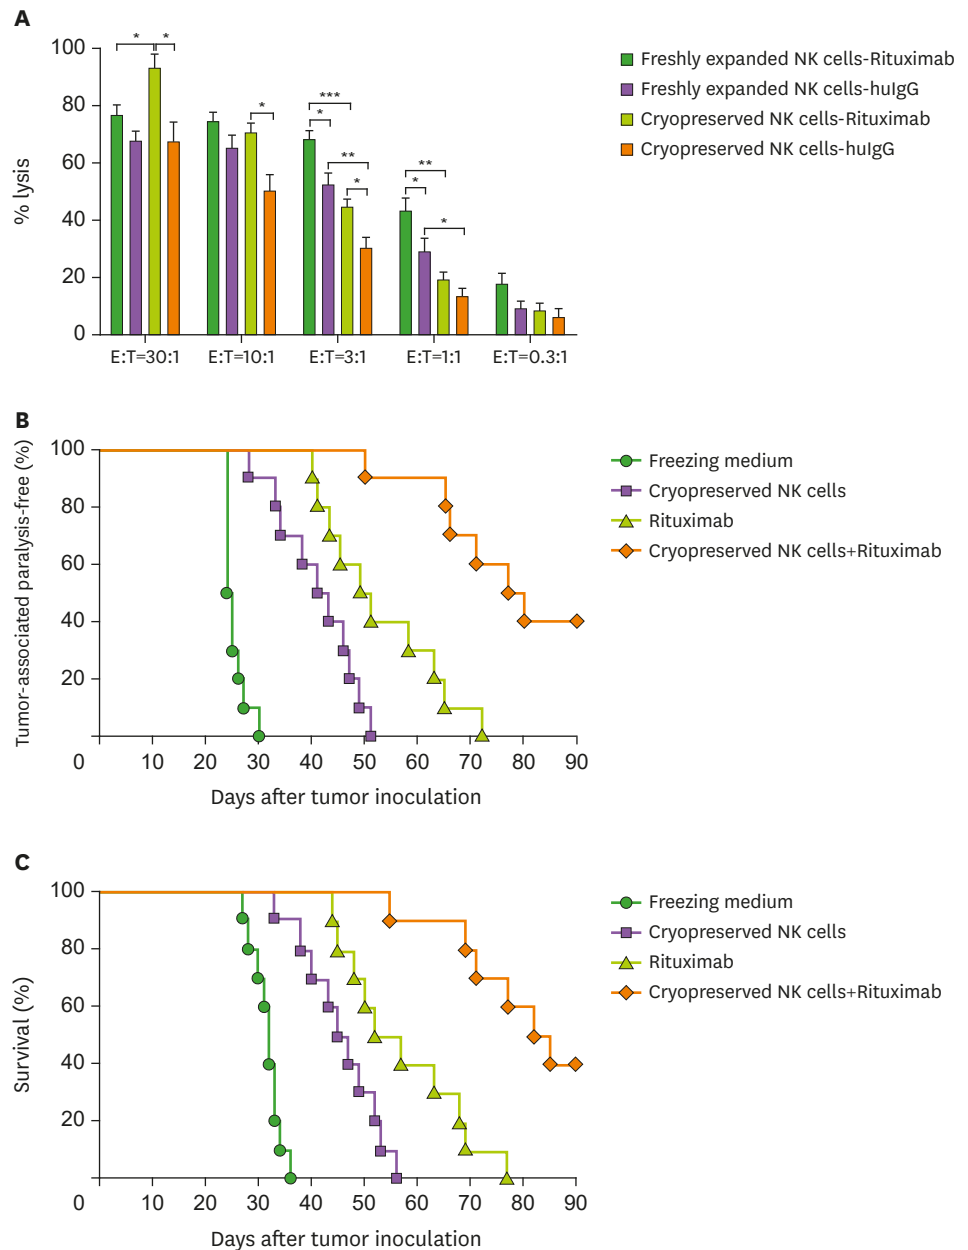 A
100
80
60
40
20
0
% lysis
* *
*
***
*
**
*
**
*
*
E:T=30:1 E:T=10:1 E:T=3:1 E:T=1:1 E:T=0.3:1
Freshly expanded NK cells-Rituximab
Freshly expanded NK cells-huIgG
Cryopreserved NK cells-Rituximab
Cryopreserved NK cells-huIgG
B
100
80
60
40
20
Tumor-associated paralysis-free (%)
0 10 20 30 40 50 60 70 80 90
Days after tumor inoculation
Freezing medium
Cryopreserved NK cells
Rituximab
Cryopreserved NK cells+Rituximab
C
100
80
60
40
20
Survival (%)
0 10 20 30 40 50 60 70 80 90
Days after tumor inoculation
Freezing medium
Cryopreserved NK cells
Rituximab
Cryopreserved NK cells+Rituximab